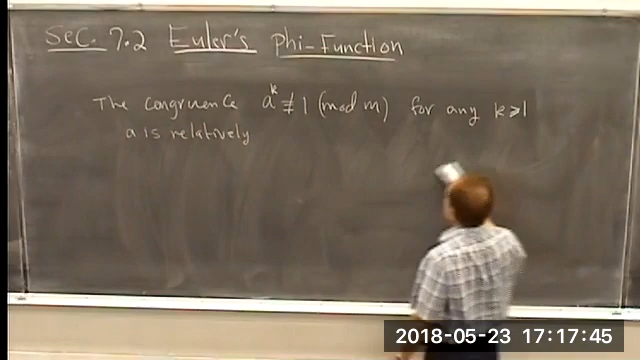 Sec. 7.2 Euler's phi-Function
The congruence a^k ≢ 1 (mod m) for any k ≥ 1
a is relatively
2018-05-23 17:17:45